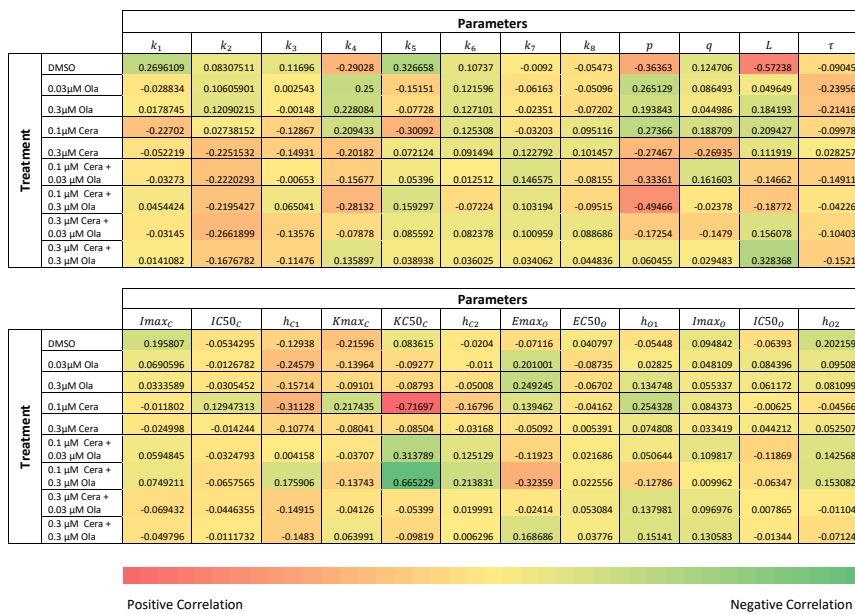 Parameters
k₁ k₂ k₃ k₄ k₅ k₆ k₇ k₈ p q L τ
Treatment
DMSO 0.2696109 0.08307511 0.11696 -0.29028 0.326658 0.10737 -0.0092 -0.05473 -0.36363 0.124706 -0.57238 -0.09045
0.03µM Ola -0.028834 0.10605901 0.002543 0.25 -0.15151 0.121596 -0.06163 -0.05096 0.265129 0.086493 0.049649 -0.23956
0.3µM Ola 0.0178745 0.12090215 -0.00148 0.228084 -0.07728 0.127101 -0.02351 -0.07202 0.193843 0.044986 0.184193 -0.21416
0.1µM Cera -0.22702 0.02738152 -0.12867 0.209433 -0.30092 0.125308 -0.03203 0.095116 0.27366 0.188709 0.209427 -0.09978
0.3µM Cera -0.052219 -0.2251532 -0.14931 -0.20182 0.072124 0.091494 0.122792 0.101457 -0.27467 -0.26935 0.111919 0.028257
0.1 µM Cera +
0.03 µM Ola -0.03273 -0.2220293 -0.00653 -0.15677 0.05396 0.012512 0.146575 -0.08155 -0.33361 0.161603 -0.14662 -0.14911
0.1 µM Cera +
0.3 µM Ola 0.0454424 -0.2195427 0.065041 -0.28132 0.159297 -0.07224 0.103194 -0.09515 -0.49466 -0.02378 -0.18772 -0.04226
0.3 µM Cera +
0.03 µM Ola -0.03145 -0.2661899 -0.13576 -0.07878 0.085592 0.082378 0.100959 0.088686 -0.17254 -0.1479 0.156078 -0.10403
0.3 µM Cera +
0.3 µM Ola 0.0141082 -0.1676782 -0.11476 0.135897 0.038938 0.036025 0.034062 0.044836 0.060455 0.029483 0.328368 -0.1521
Parameters
Imax_C IC50_C h_C1 Kmax_C KC50_C h_C2 Emax_O EC50_O h_O1 Imax_O IC50_O h_O2
Treatment
DMSO 0.195807 -0.0534295 -0.12938 -0.21596 0.083615 -0.0204 -0.07116 0.040797 -0.05448 0.094842 -0.06393 0.202159
0.03µM Ola 0.0690596 -0.0126782 -0.24579 -0.13964 -0.09277 -0.011 0.201001 -0.08735 0.02825 0.048109 0.084396 0.09508
0.3µM Ola 0.0333589 -0.0305452 -0.15714 -0.09101 -0.08793 -0.05008 0.249245 -0.06702 0.134748 0.055337 0.061172 0.081099
0.1µM Cera -0.011802 0.12947313 -0.31128 0.217435 -0.71697 -0.16796 0.139462 -0.04162 0.254328 0.084373 -0.00625 -0.04566
0.3µM Cera -0.024998 -0.014244 -0.10774 -0.08041 -0.08504 -0.03168 -0.05092 0.005391 0.074808 0.033419 0.044212 0.052507
0.1 µM Cera +
0.03 µM Ola 0.0594845 -0.0324793 0.004158 -0.03707 0.313789 0.125129 -0.11923 0.021686 0.050644 0.109817 -0.11869 0.142568
0.1 µM Cera +
0.3 µM Ola 0.0749211 -0.0657565 0.175906 -0.13743 0.665229 0.213831 -0.32359 0.022556 -0.12786 0.009962 -0.06347 0.153082
0.3 µM Cera +
0.03 µM Ola -0.069432 -0.0446355 -0.14915 -0.04126 -0.05399 0.019991 -0.02414 0.053084 0.137981 0.096976 0.007865 -0.01104
0.3 µM Cera +
0.3 µM Ola -0.049796 -0.0111732 -0.1483 0.063991 -0.09819 0.006296 0.168686 0.03776 0.15141 0.130583 -0.01344 -0.07124
Positive Correlation Negative Correlation